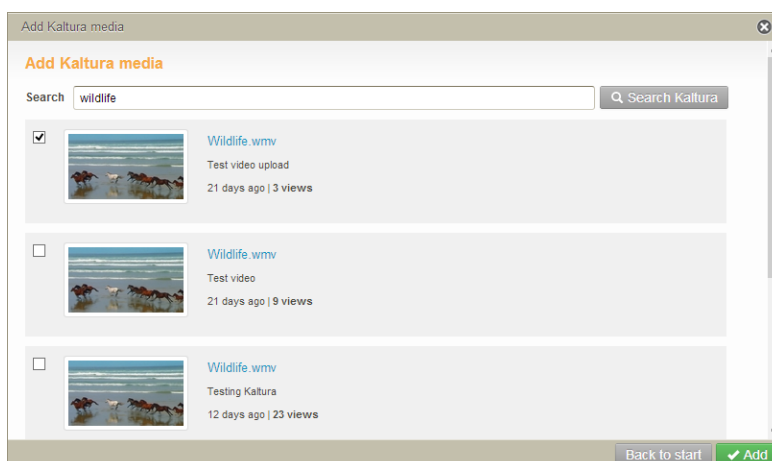 Add Kaltura media
Add Kaltura media
Search wildlife Search Kaltura
Wildlife.wmv
Test video upload
21 days ago | 3 views
Wildlife.wmv
Test video
21 days ago | 9 views
Wildlife.wmv
Testing Kaltura
12 days ago | 23 views
Back to start Add